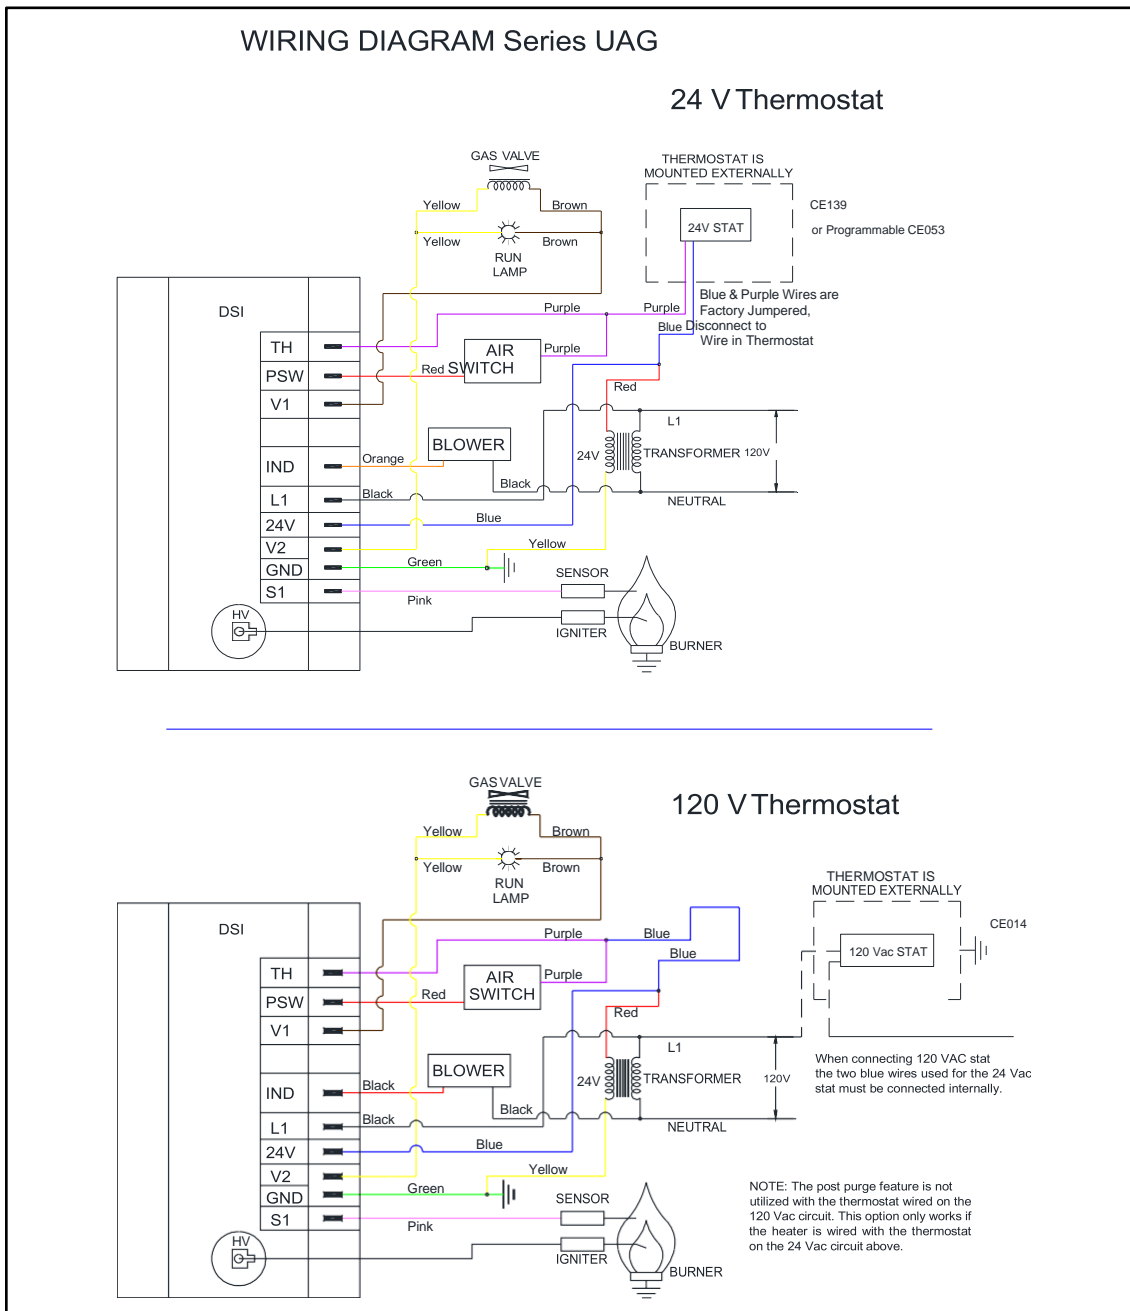 WIRING DIAGRAM Series UAG
24 V Thermostat
GAS VALVE
THERMOSTAT IS
MOUNTED EXTERNALLY
Yellow
Brown
CE139
24V STAT
or Programmable CE053
Yellow
Brown
RUN
LAMP
Blue & Purple Wires are
Factory Jumpered,
Disconnect to
Wire in Thermostat
DSI
Purple
Purple
Blue
TH
AIR
SWITCH
Purple
PSW
Red
Red
V1
L1
BLOWER
24V
TRANSFORMER
120V
IND
Orange
Black
L1
Black
NEUTRAL
24V
Blue
V2
Yellow
GND
Green
SENSOR
S1
Pink
HV
IGNITER
BURNER
GAS VALVE
120 V Thermostat
Yellow
Brown
Yellow
Brown
RUN
LAMP
THERMOSTAT IS
MOUNTED EXTERNALLY
CE014
120 Vac STAT
DSI
Purple
Blue
Blue
TH
AIR
SWITCH
Purple
PSW
Red
Red
V1
L1
When connecting 120 VAC stat
the two blue wires used for the 24 Vac
stat must be connected internally.
BLOWER
24V
TRANSFORMER
120V
IND
Black
Black
L1
Black
NEUTRAL
24V
Blue
V2
Yellow
GND
Green
SENSOR
S1
Pink
HV
IGNITER
BURNER
NOTE: The post purge feature is not
utilized with the thermostat wired on the
120 Vac circuit. This option only works if
the heater is wired with the thermostat
on the 24 Vac circuit above.